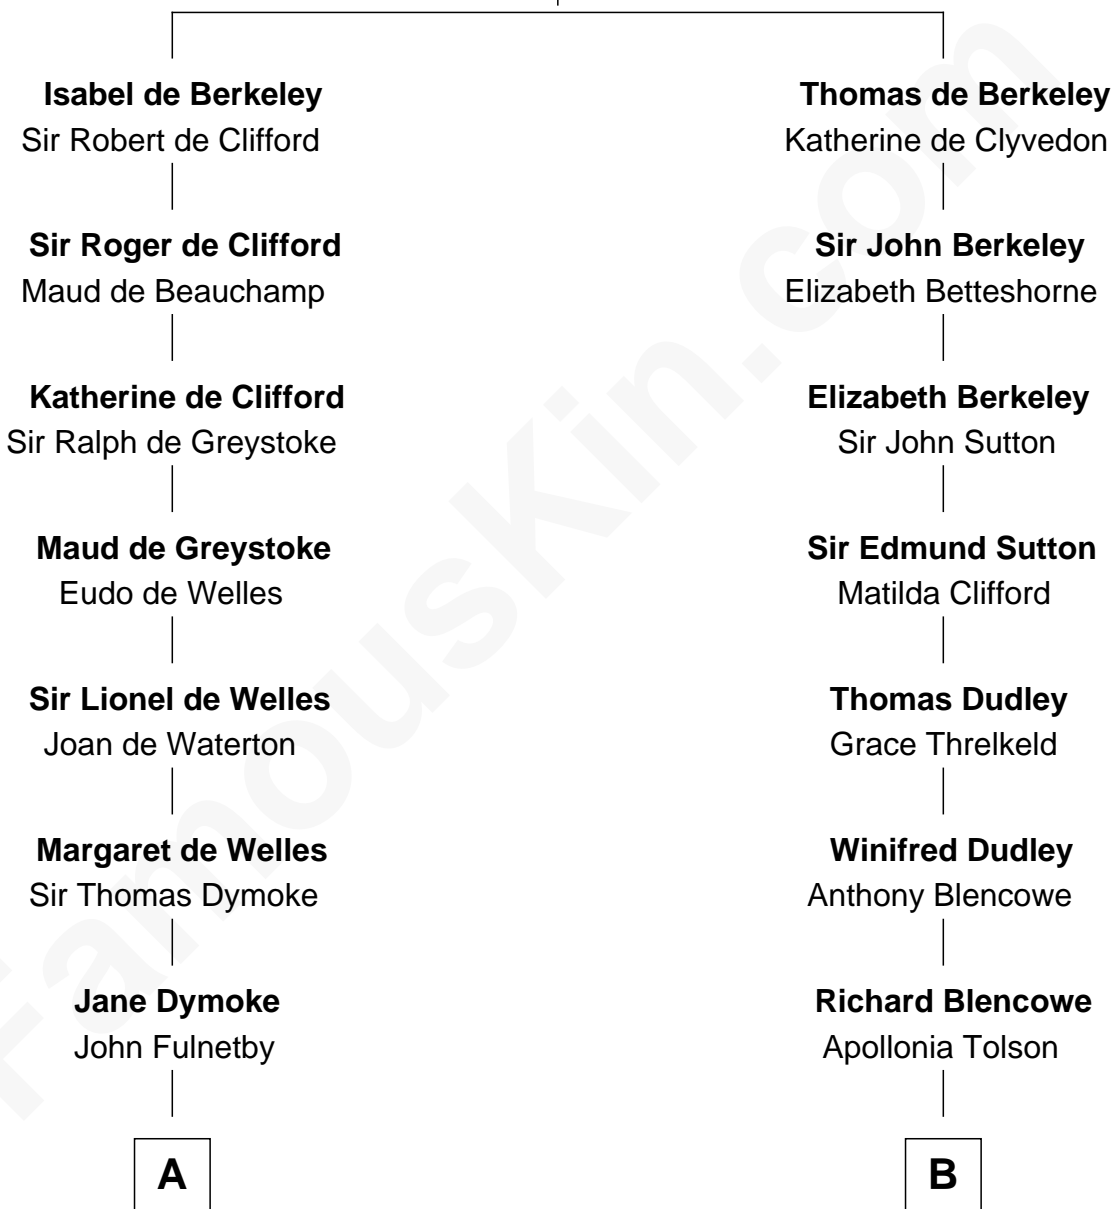 Isabel de Berkeley
Sir Robert de Clifford
Sir Roger de Clifford
Maud de Beauchamp
Katherine de Clifford
Sir Ralph de Greystoke
Maud de Greystoke
Eudo de Welles
Sir Lionel de Welles
Joan de Waterton
Margaret de Welles
Sir Thomas Dymoke
Jane Dymoke
John Fulnetby
A
Thomas de Berkeley
Katherine de Clyvedon
Sir John Berkeley
Elizabeth Betteshorne
Elizabeth Berkeley
Sir John Sutton
Sir Edmund Sutton
Matilda Clifford
Thomas Dudley
Grace Threlkeld
Winifred Dudley
Anthony Blencowe
Richard Blencowe
Apollonia Tolson
B
FamousKin.com